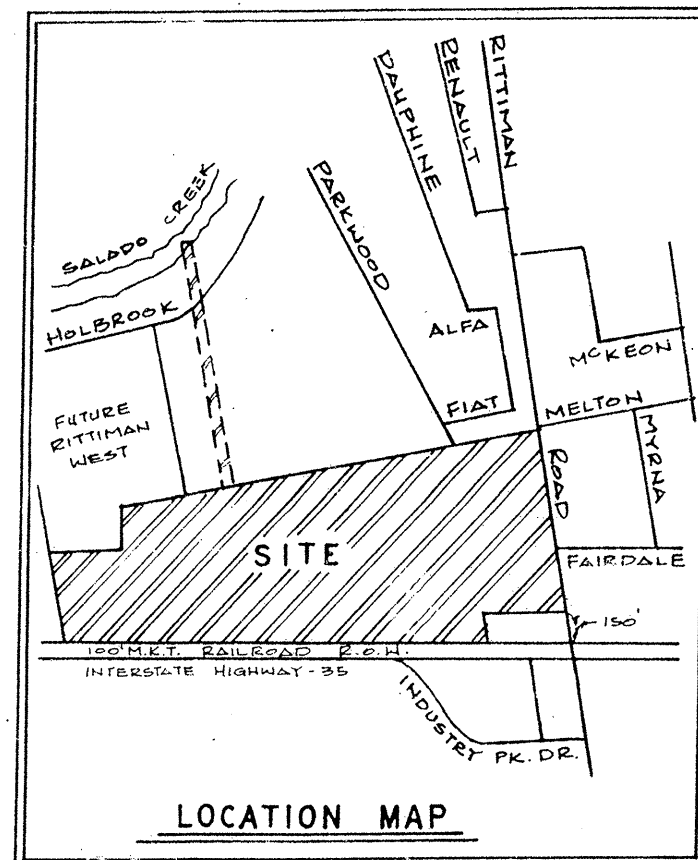 RITTIMAN
RENAULT
DAUPHINE
PARKWOOD
SALADO CREEK
HOLBROOK
ALFA
McKEON
FIAT
MELTON
FUTURE
RITTIMAN
WEST
MYRNA
ROAD
SITE
FAIRDALE
150'
100' M.K.T. RAILROAD R.O.W.
INTERSTATE HIGHWAY-35
INDUSTRY PK. DR.
LOCATION MAP